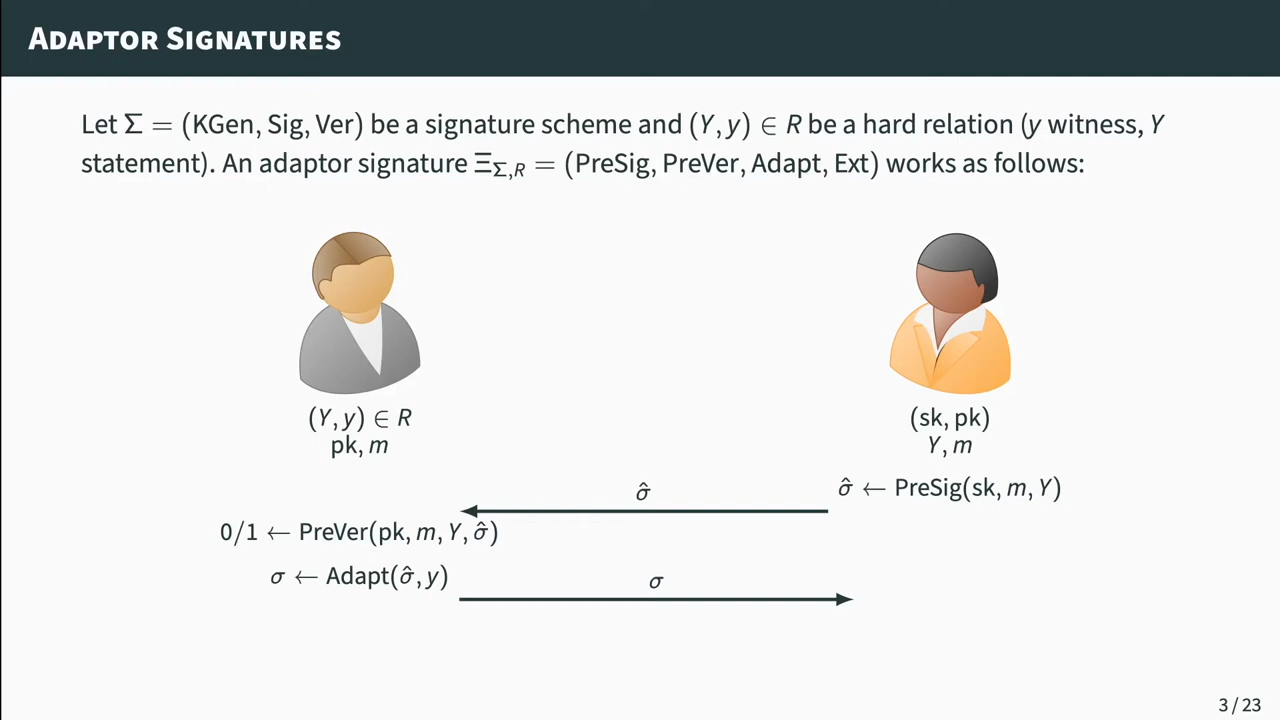 Adaptor Signatures
Let Σ = (KGen, Sig, Ver) be a signature scheme and (Y, y) ∈ R be a hard relation (y witness, Y
statement). An adaptor signature Ξ_Σ,R = (PreSig, PreVer, Adapt, Ext) works as follows:
(Y, y) ∈ R
pk, m
(sk, pk)
Y, m
σ̂ ← PreSig(sk, m, Y)
σ̂
0/1 ← PreVer(pk, m, Y, σ̂)
σ ← Adapt(σ̂, y)
σ
3 / 23